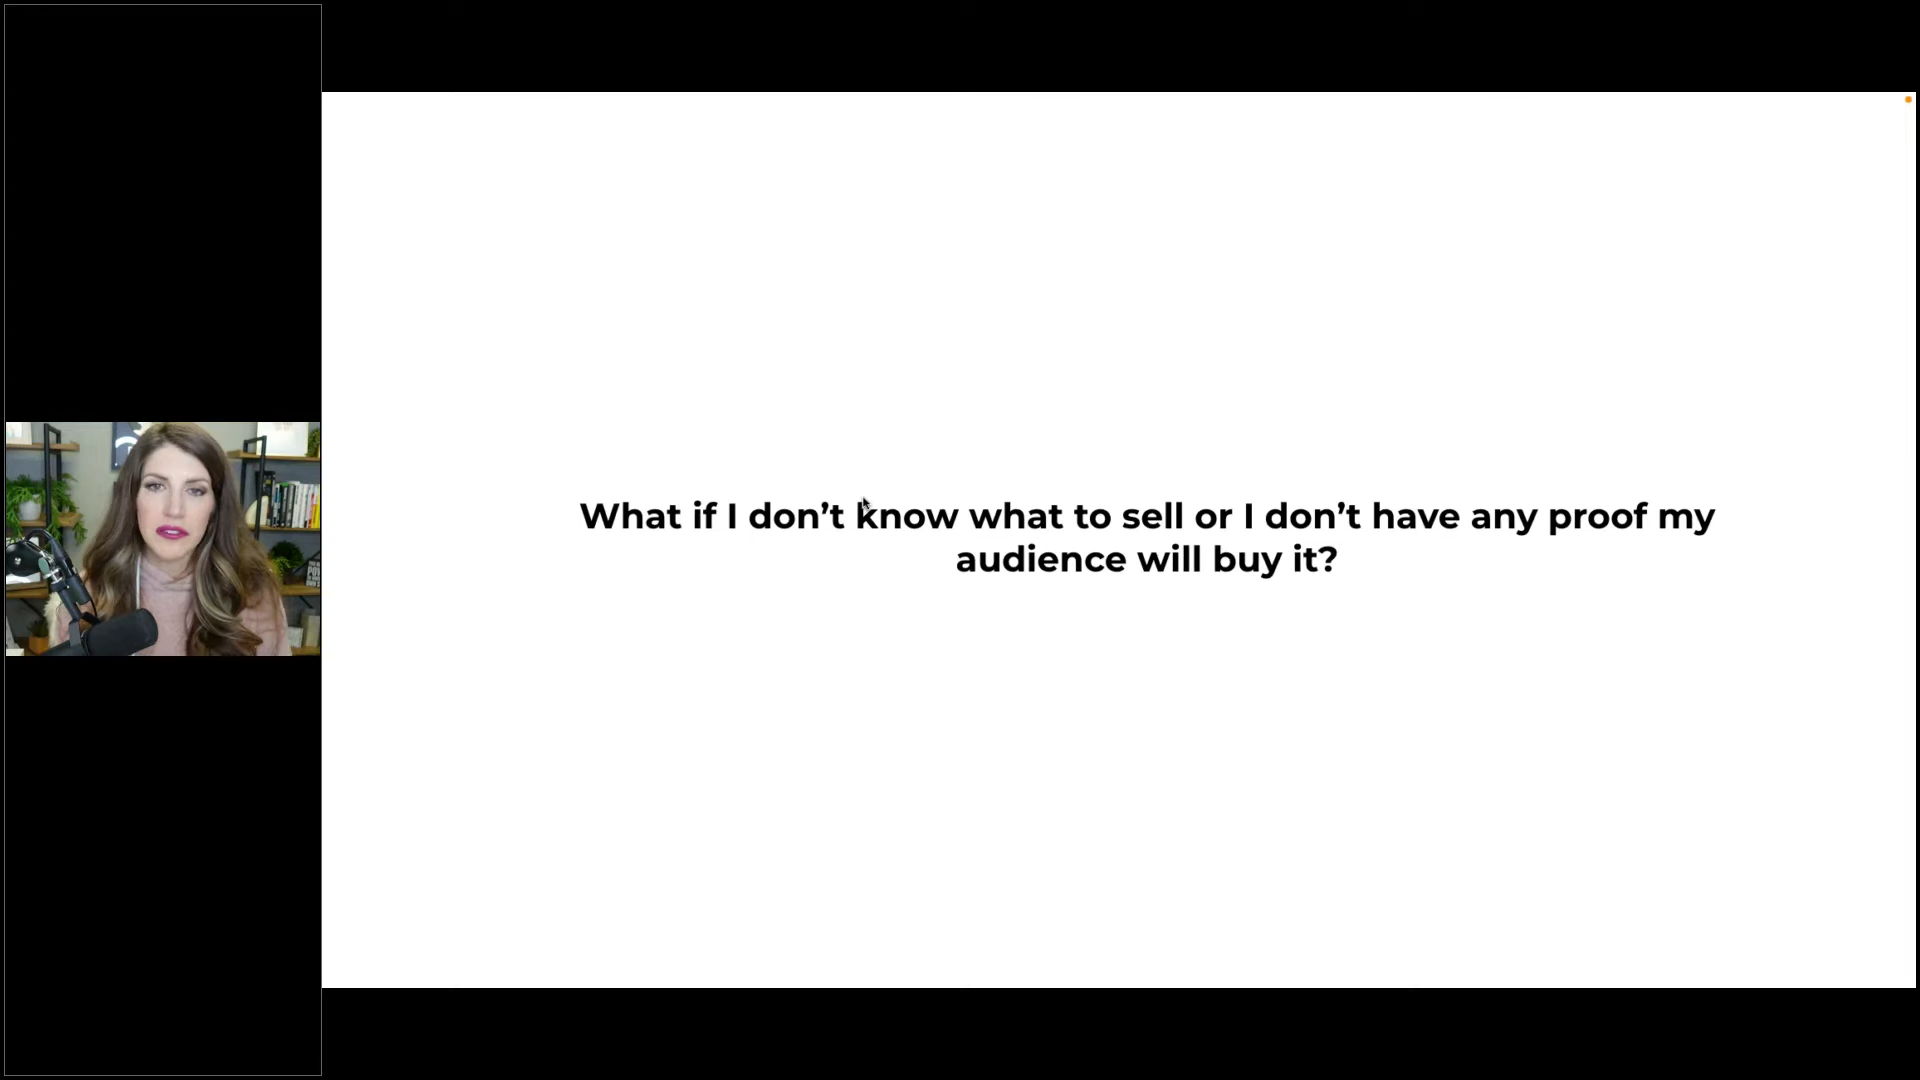 What if I don’t know what to sell or I don’t have any proof my
audience will buy it?